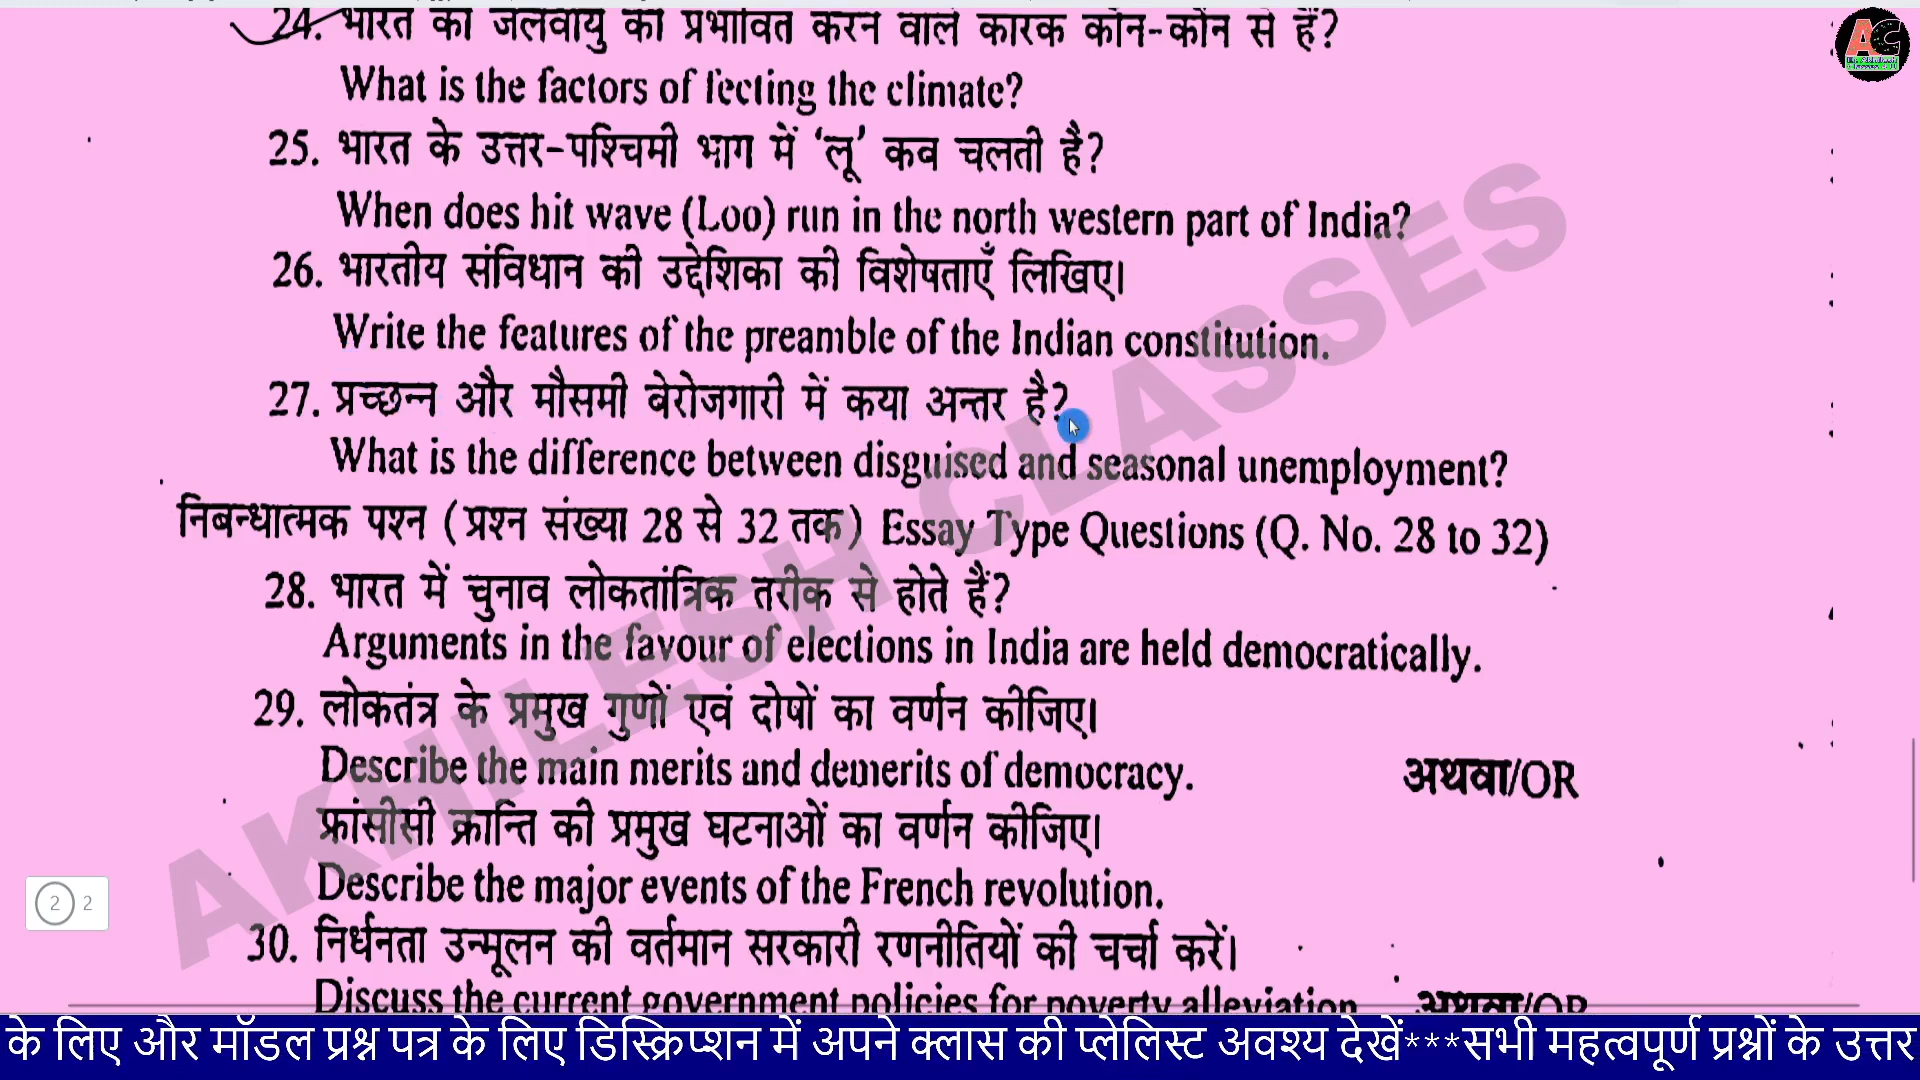 24. भारत की जलवायु को प्रभावित करने वाले कारक कौन-कौन से हैं?
What is the factors of fecting the climate?
25. भारत के उत्तर-पश्चिमी भाग में 'लू' कब चलती है?
When does hit wave (Loo) run in the north western part of India?
26. भारतीय संविधान की उद्देशिका की विशेषताएँ लिखिए।
Write the features of the preamble of the Indian constitution.
27. प्रच्छन्न और मौसमी बेरोजगारी में कया अन्तर है?
What is the difference between disguised and seasonal unemployment?
निबन्धात्मक पश्न (प्रश्न संख्या 28 से 32 तक) Essay Type Questions (Q. No. 28 to 32)
28. भारत में चुनाव लोकतांत्रिक तरीक से होते हैं?
Arguments in the favour of elections in India are held democratically.
29. लोकतंत्र के प्रमुख गुणों एवं दोषों का वर्णन कीजिए।
Describe the main merits and demerits of democracy. अथवा/OR
फ्रांसीसी क्रान्ति की प्रमुख घटनाओं का वर्णन कीजिए।
Describe the major events of the French revolution.
30. निर्धनता उन्मूलन की वर्तमान सरकारी रणनीतियों की चर्चा करें।
Discuss the current government policies for poverty alleviation. अथवा/OR
AKHILESH CLASSES
AC
2 2
के लिए और मॉडल प्रश्न पत्र के लिए डिस्क्रिप्शन में अपने क्लास की प्लेलिस्ट अवश्य देखें***सभी महत्वपूर्ण प्रश्नों के उत्तर